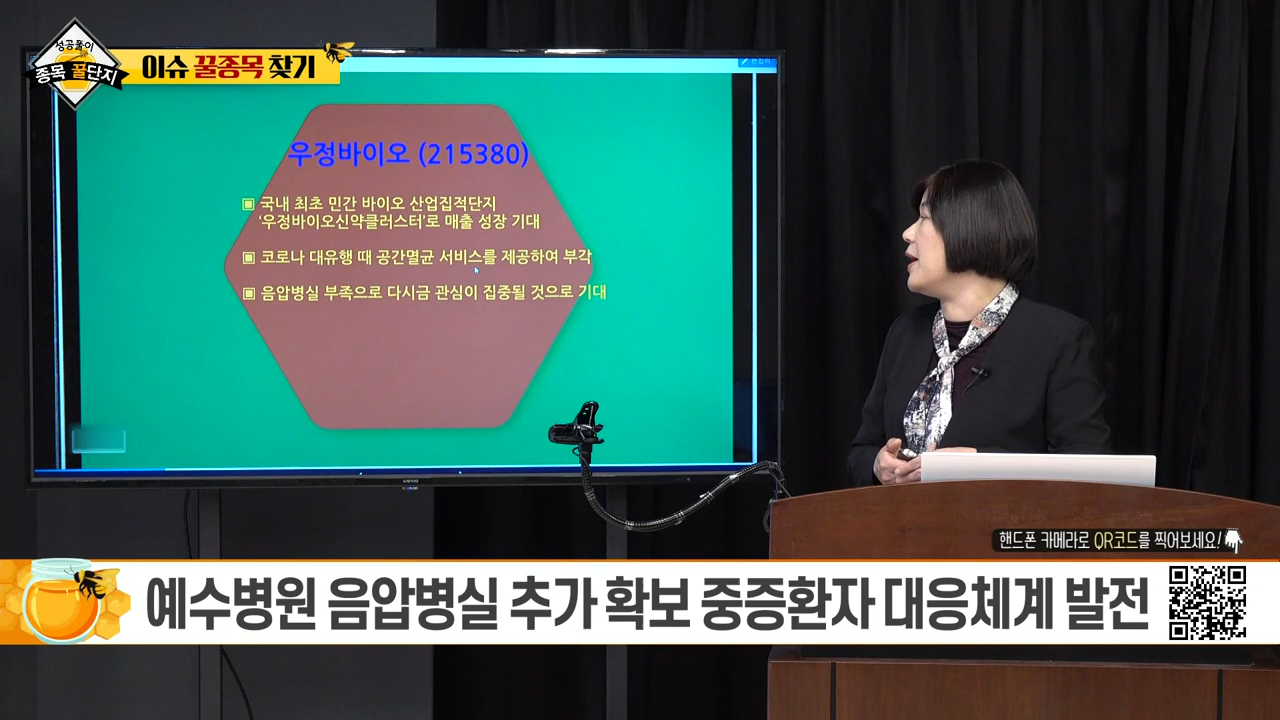 성공풀이
종목 꿀단지
이슈 꿀종목 찾기
우정바이오 (215380)
▣ 국내 최초 민간 바이오 산업집적단지
‘우정바이오신약클러스터’로 매출 성장 기대
▣ 코로나 대유행 때 공간멸균 서비스를 제공하여 부각
▣ 음압병실 부족으로 다시금 관심이 집중될 것으로 기대
핸드폰 카메라로 QR코드를 찍어보세요!
예수병원 음압병실 추가 확보 중증환자 대응체계 발전